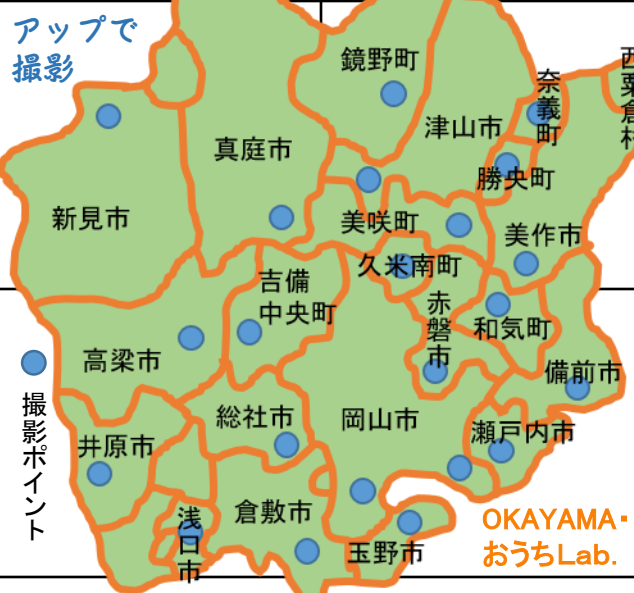 アップで
撮影
鏡野町
奈義町
西粟倉村
津山市
真庭市
勝央町
新見市
美咲町
美作市
久米南町
吉備
中央町
赤磐市
和気町
高梁市
備前市
撮影ポイント
総社市
岡山市
瀬戸内市
井原市
倉敷市
浅口市
玉野市
OKAYAMA・
おうちLab.